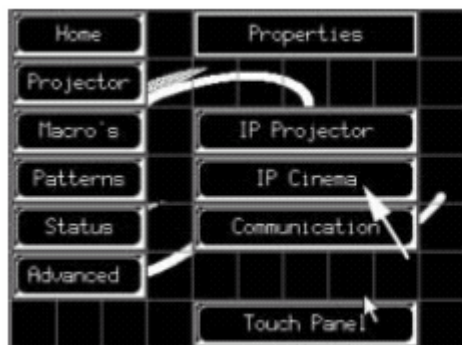 Home
Properties
Projector
Macro's
IP Projector
Patterns
IP Cinema
Status
Communication
Advanced
Touch Panel